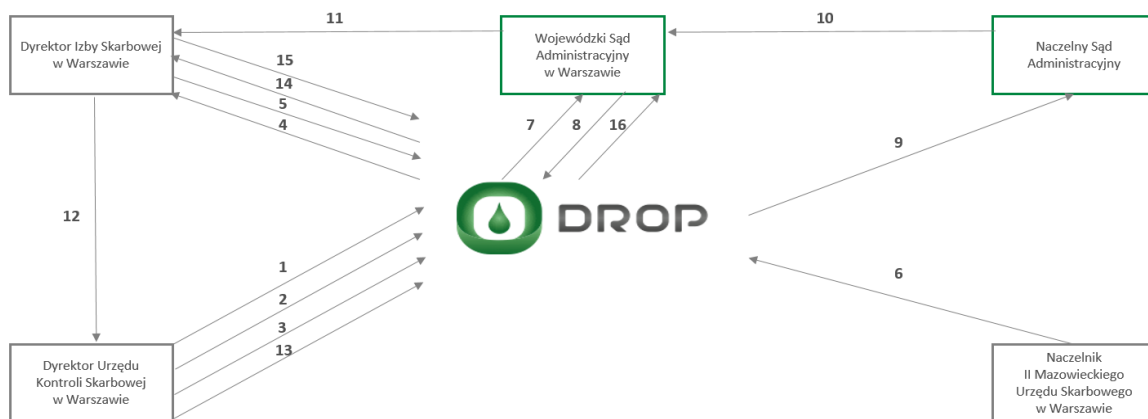 11
10
Dyrektor Izby Skarbowej
w Warszawie
Wojewódzki Sąd
Administracyjny
w Warszawie
Naczelny Sąd
Administracyjny
15
14
5
4
7
8
16
9
12
DROP
1
2
3
13
6
Dyrektor Urzędu
Kontroli Skarbowej
w Warszawie
Naczelnik
II Mazowieckiego
Urzędu Skarbowego
w Warszawie